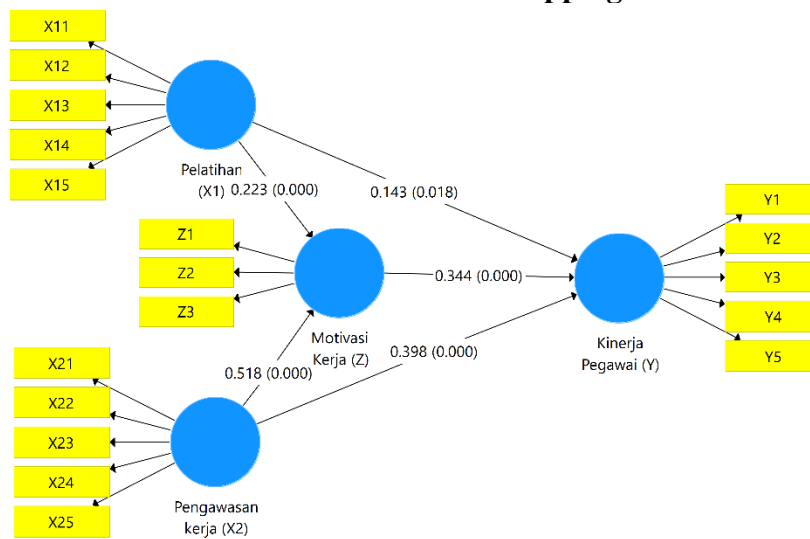 X11
X12
X13
X14
X15
Pelatihan
(X1)
0.223 (0.000)
0.143 (0.018)
Z1
Z2
Z3
Motivasi
Kerja (Z)
0.344 (0.000)
0.518 (0.000)
0.398 (0.000)
Y1
Y2
Y3
Y4
Y5
Kinerja
Pegawai (Y)
X21
X22
X23
X24
X25
Pengawasan
kerja (X2)